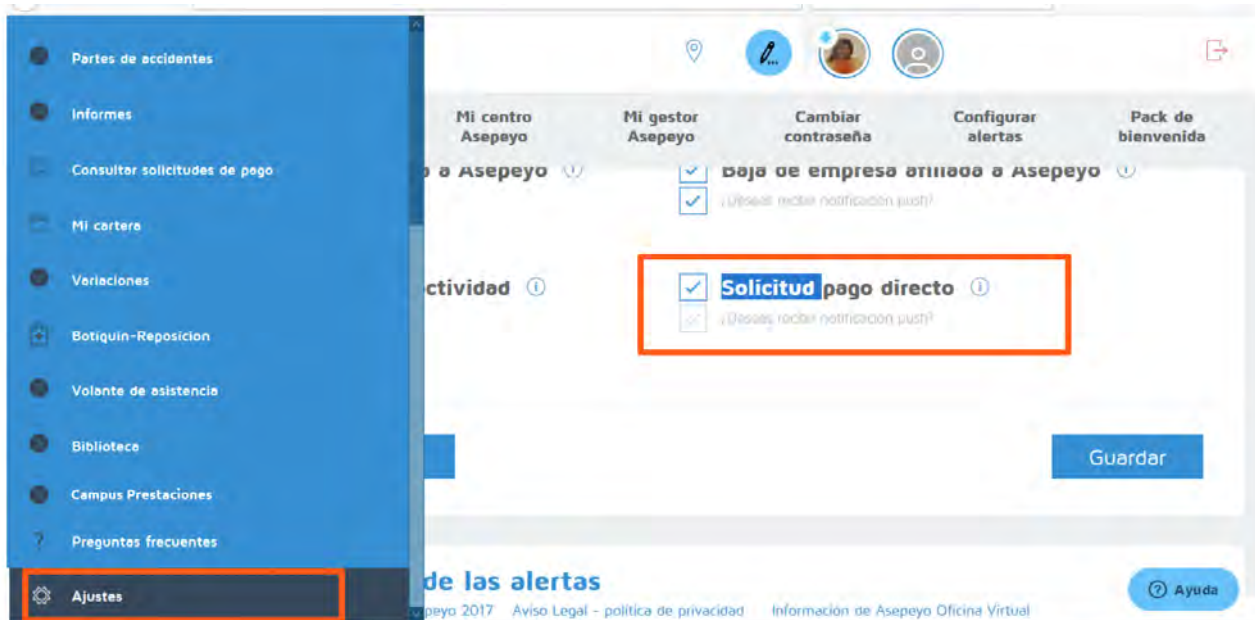 Partes de accidentes
Informes
Consultar solicitudes de pago
Mi cartera
Variaciones
Botiquin-Reposicion
Volante de asistencia
Biblioteca
Campus Prestaciones
Preguntas frecuentes
Ajustes
Mi centro
Asepeyo
Mi gestor
Asepeyo
Cambiar
contraseña
Configurar
alertas
Pack de
bienvenida
a Asepeyo
Baja de empresa afiliada a Asepeyo
¿Deseas recibir notificación push?
ctividad
Solicitud pago directo
¿Deseas recibir notificación push?
Guardar
de las alertas
peyo 2017 Aviso Legal - política de privacidad Información de Asepeyo Oficina Virtual
Ayuda